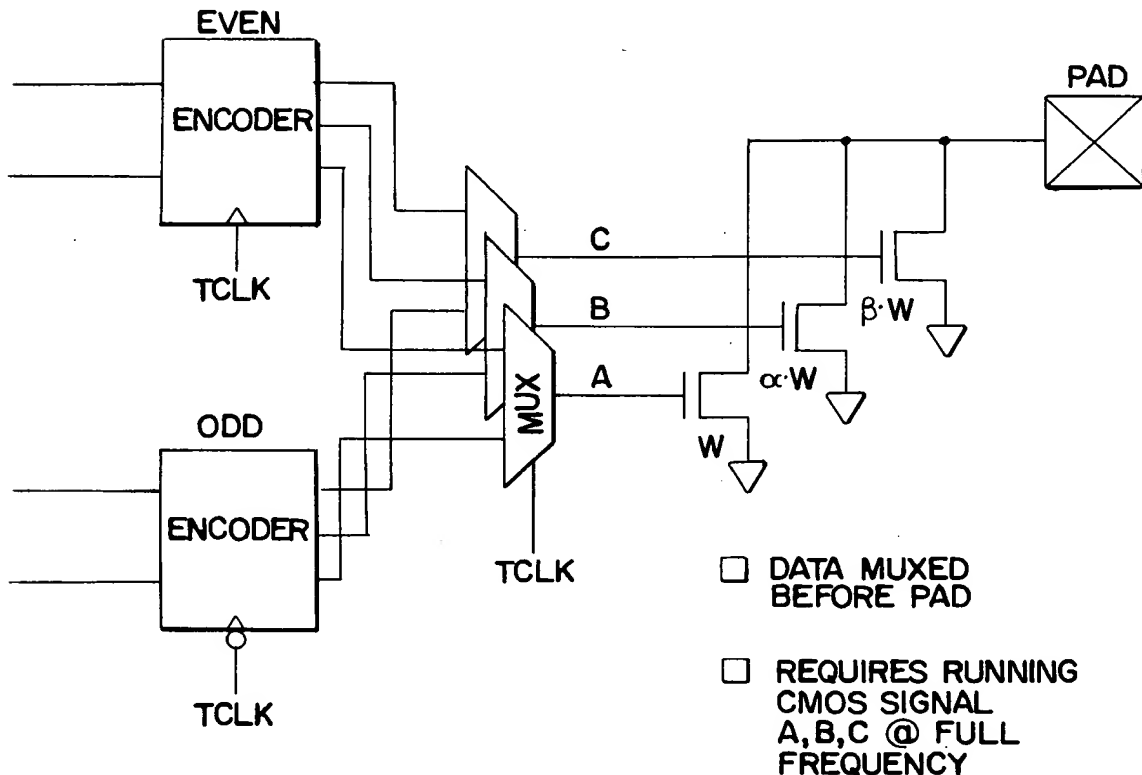 EVEN
ENCODER
TCLK
PAD
C
β·W
B
α·W
A
W
MUX
TCLK
ODD
ENCODER
TCLK
DATA MUXED
BEFORE PAD
REQUIRES RUNNING
CMOS SIGNAL
A, B, C @ FULL
FREQUENCY